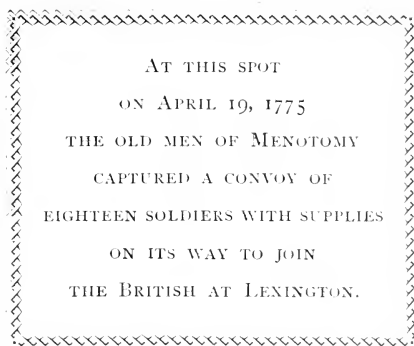 At this spot
on April 19, 1775
the old men of Menotomy
captured a convoy of
eighteen soldiers with supplies
on its way to join
the British at Lexington.